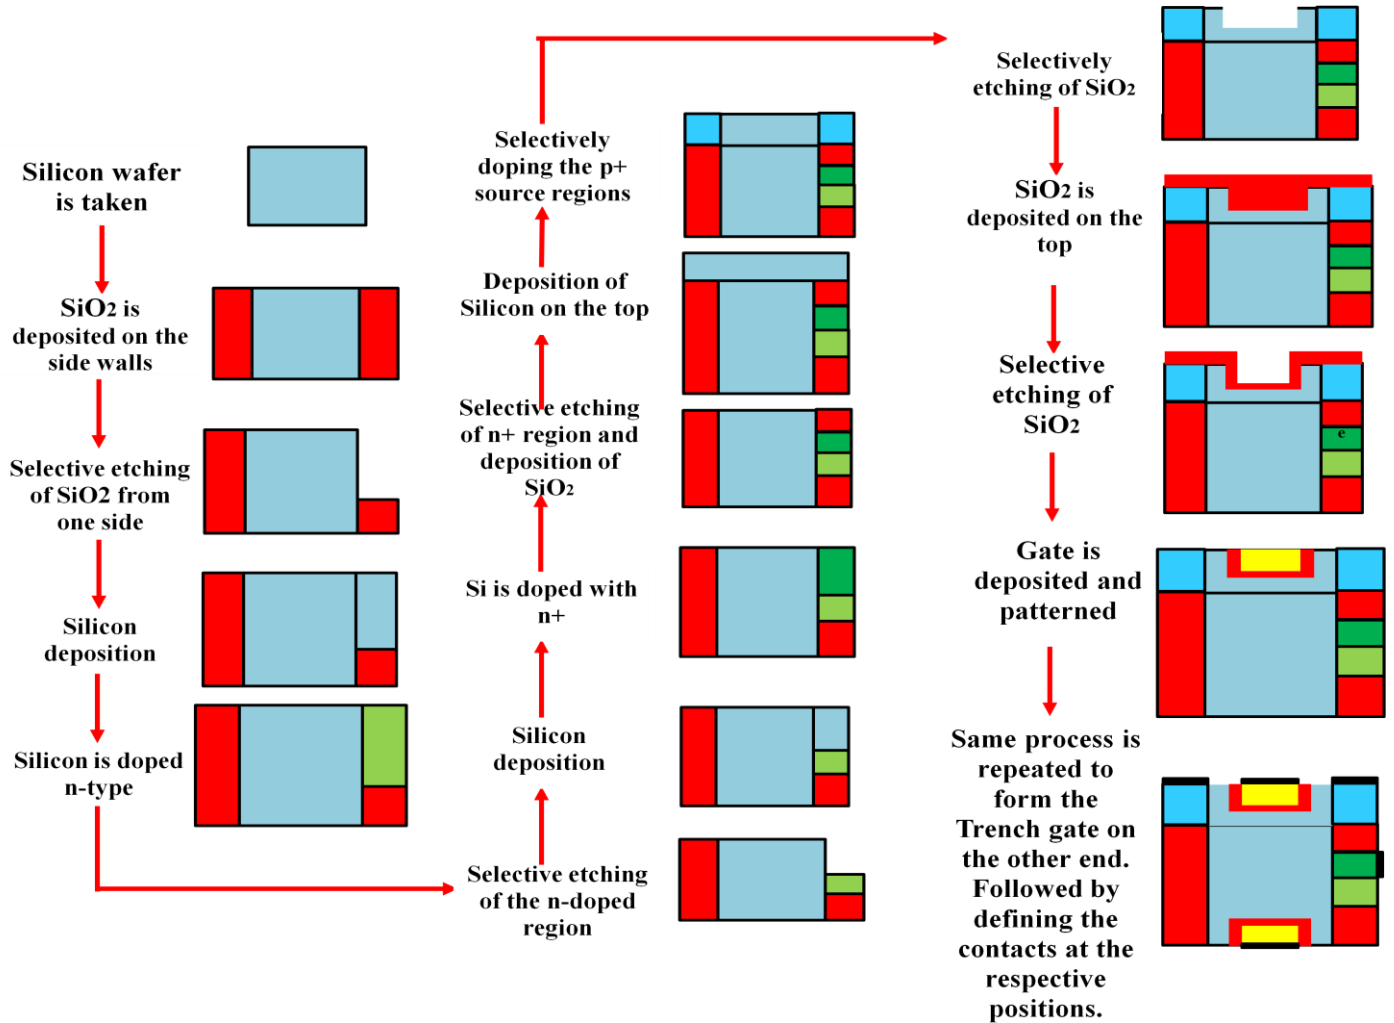 Silicon wafer
is taken
SiO2 is
deposited on the
side walls
Selective etching
of SiO2 from
one side
Silicon
deposition
Silicon is doped
n-type
Selective etching
of the n-doped
region
Silicon
deposition
Si is doped with
n+
Selective etching
of n+ region and
deposition of
SiO2
Deposition of
Silicon on the top
Selectively
doping the p+
source regions
Selectively
etching of SiO2
SiO2 is
deposited on the
top
Selective
etching of
SiO2
e
Gate is
deposited and
patterned
Same process is
repeated to
form the
Trench gate on
the other end.
Followed by
defining the
contacts at the
respective
positions.